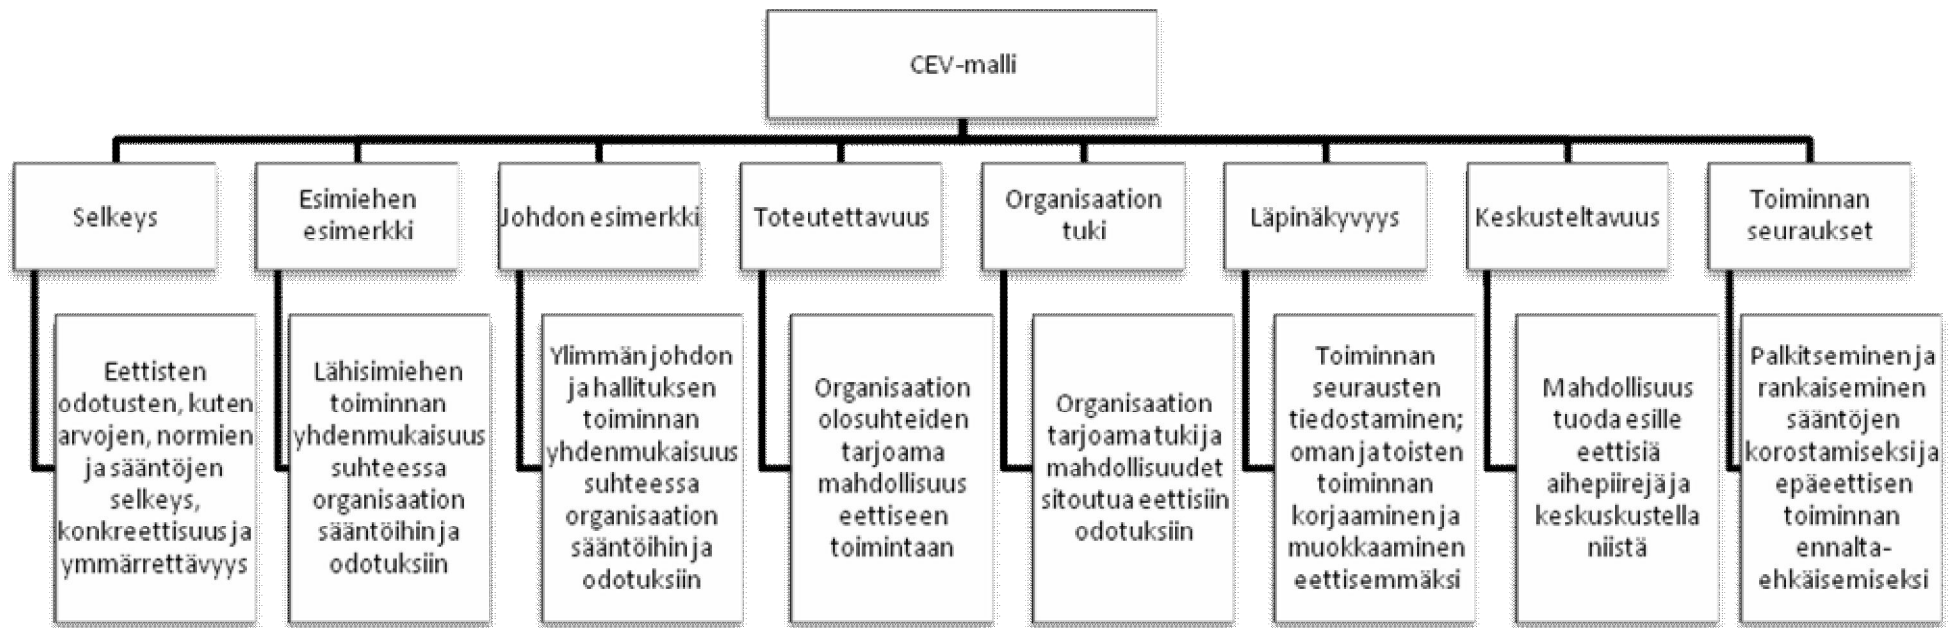 CEV-malli
Selkeys
Esimiehen
esimerkki
Johdon esimerkki
Toteutettavuus
Organisaation
tuki
Läpinäkyvyys
Keskusteltavuus
Toiminnan
seuraukset
Eettisten
odotusten, kuten
arvojen, normien
ja sääntöjen
selkeys,
konkreettisuus ja
ymmärrettävyys
Lähisimiehen
toiminnan
yhdenmukaisuus
suhteessa
organisaation
sääntöihin ja
odotuksiin
Ylimmän johdon
ja hallituksen
toiminnan
yhdenmukaisuus
suhteessa
organisaation
sääntöihin ja
odotuksiin
Organisaation
olosuhteiden
tarjoama
mahdollisuus
eettiseen
toimintaan
Organisaation
tarjoama tuki ja
mahdollisuudet
sitoutua eettisiin
odotuksiin
Toiminnan
seurausten
tiedostaminen;
oman ja toisten
toiminnan
korjaaminen ja
muokkaaminen
eettisemmäksi
Mahdollisuus
tuoda esille
eettisiä
aihepiirejä ja
keskuskustella
niistä
Palkitseminen ja
rankaiseminen
sääntöjen
korostamiseksi ja
epäeettisen
toiminnan
ennalta-
ehkäisemiseksi